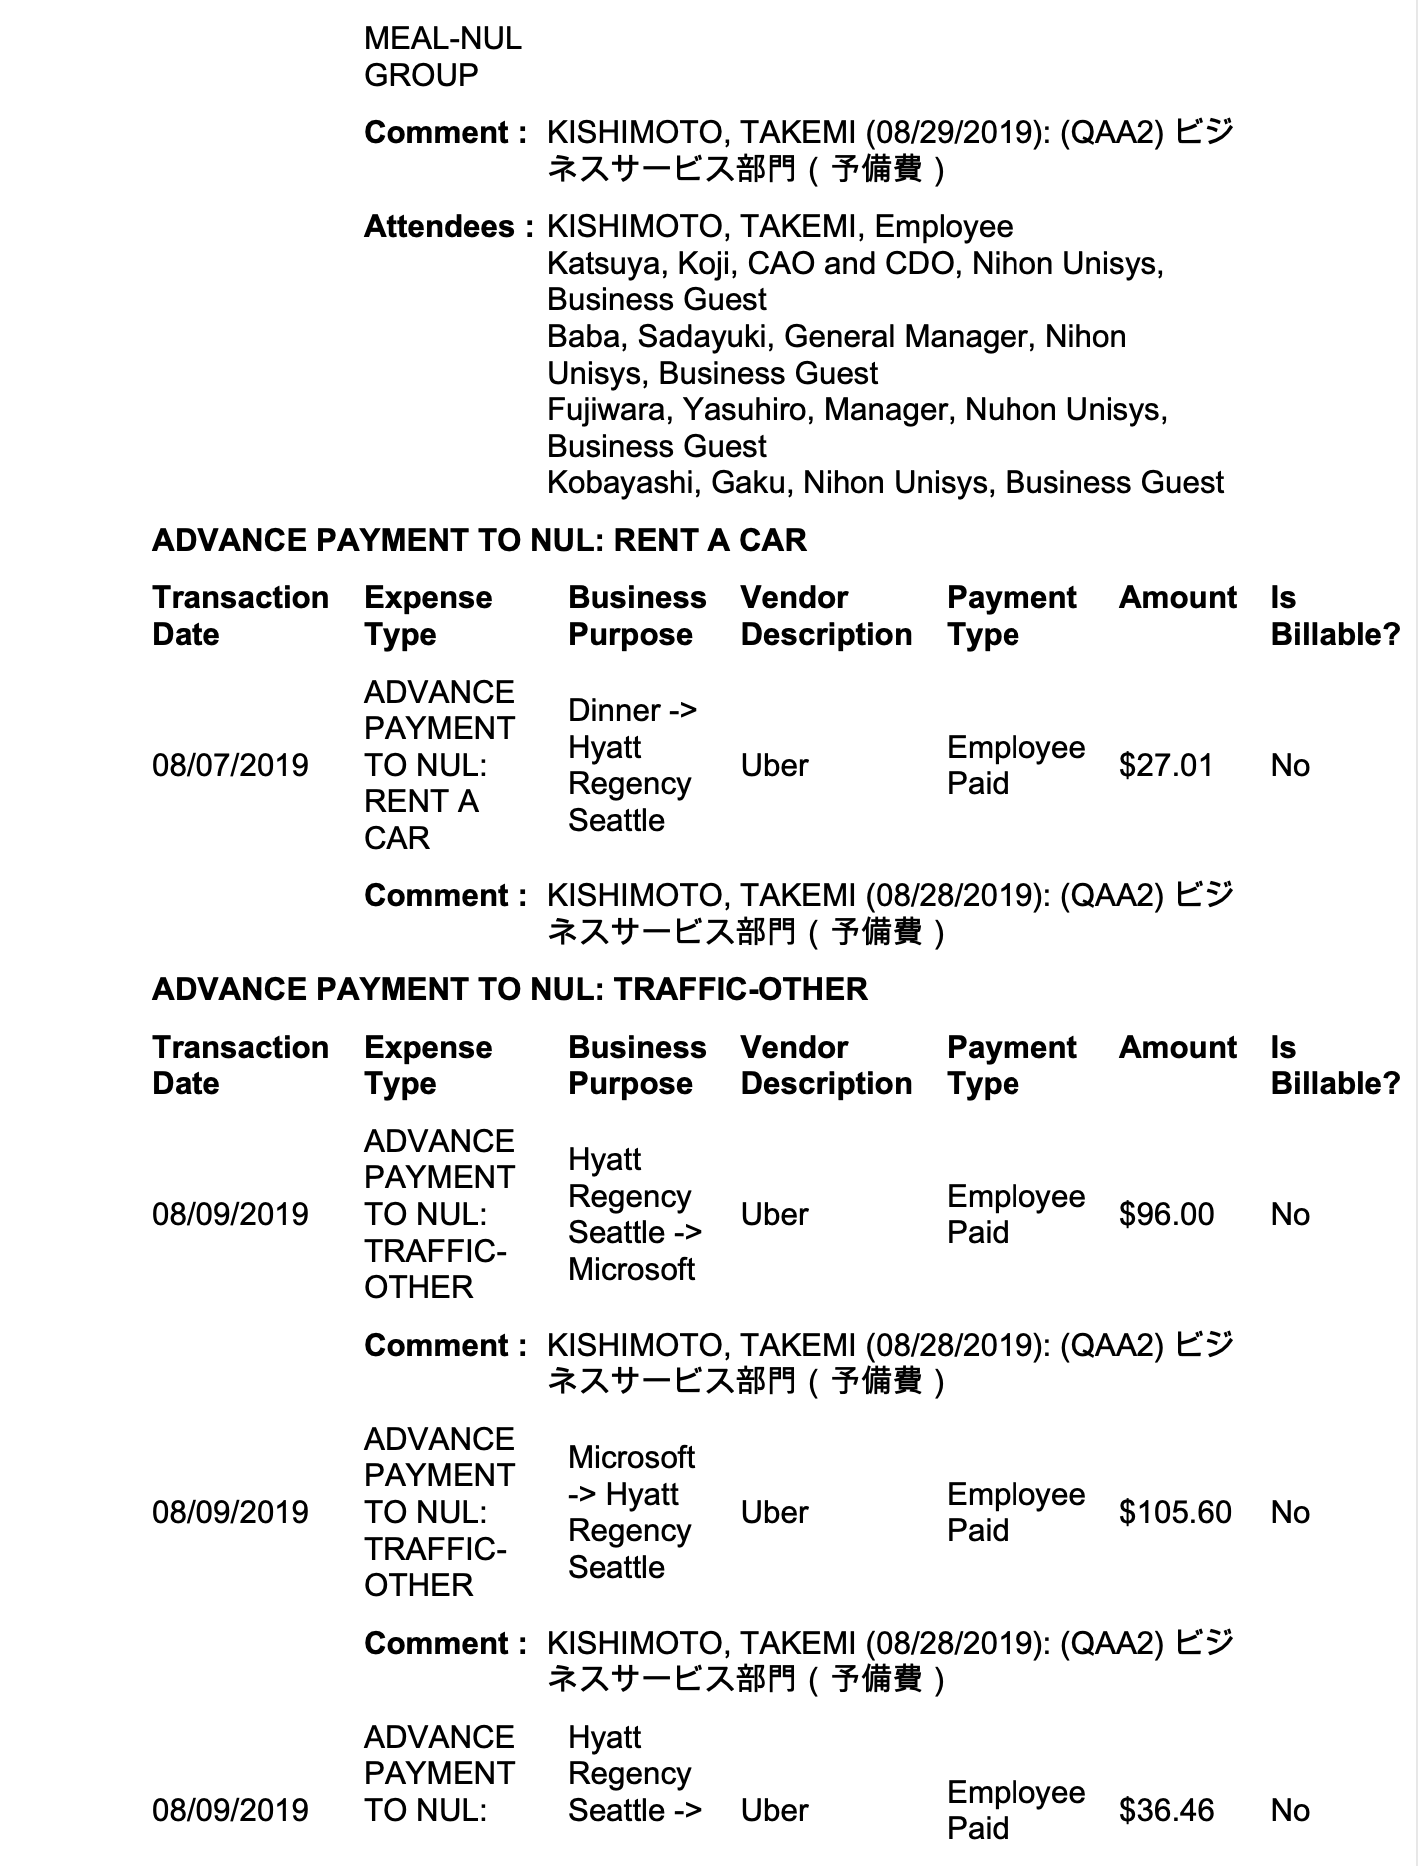 MEAL-NUL
GROUP
Comment : KISHIMOTO, TAKEMI (08/29/2019): (QAA2) ビジ
ネスサービス部門 ( 予備費 )
Attendees : KISHIMOTO, TAKEMI, Employee
Katsuya, Koji, CAO and CDO, Nihon Unisys,
Business Guest
Baba, Sadayuki, General Manager, Nihon
Unisys, Business Guest
Fujiwara, Yasuhiro, Manager, Nuhon Unisys,
Business Guest
Kobayashi, Gaku, Nihon Unisys, Business Guest
ADVANCE PAYMENT TO NUL: RENT A CAR
Transaction Expense Business Vendor Payment Amount Is
Date Type Purpose Description Type Billable?
ADVANCE
PAYMENT Dinner ->
08/07/2019 TO NUL: Hyatt Uber Employee $27.01 No
RENT A Regency Paid
CAR Seattle
Comment : KISHIMOTO, TAKEMI (08/28/2019): (QAA2) ビジ
ネスサービス部門 ( 予備費 )
ADVANCE PAYMENT TO NUL: TRAFFIC-OTHER
Transaction Expense Business Vendor Payment Amount Is
Date Type Purpose Description Type Billable?
ADVANCE
PAYMENT Hyatt
08/09/2019 TO NUL: Regency Uber Employee $96.00 No
TRAFFIC- Seattle -> Paid
OTHER Microsoft
Comment : KISHIMOTO, TAKEMI (08/28/2019): (QAA2) ビジ
ネスサービス部門 ( 予備費 )
ADVANCE
PAYMENT Microsoft
08/09/2019 TO NUL: -> Hyatt Uber Employee $105.60 No
TRAFFIC- Regency Paid
OTHER Seattle
Comment : KISHIMOTO, TAKEMI (08/28/2019): (QAA2) ビジ
ネスサービス部門 ( 予備費 )
ADVANCE Hyatt
PAYMENT Regency Employee
08/09/2019 TO NUL: Seattle -> Uber Paid $36.46 No